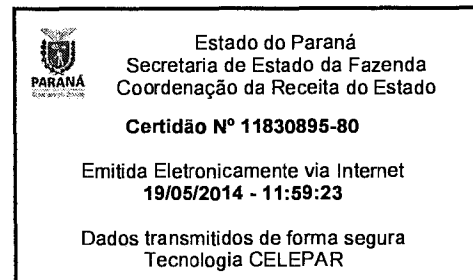 PARANÁ
Estado do Paraná
Secretaria de Estado da Fazenda
Coordenação da Receita do Estado
Certidão Nº 11830895-80
Emitida Eletronicamente via Internet
19/05/2014 - 11:59:23
Dados transmitidos de forma segura
Tecnologia CELEPAR